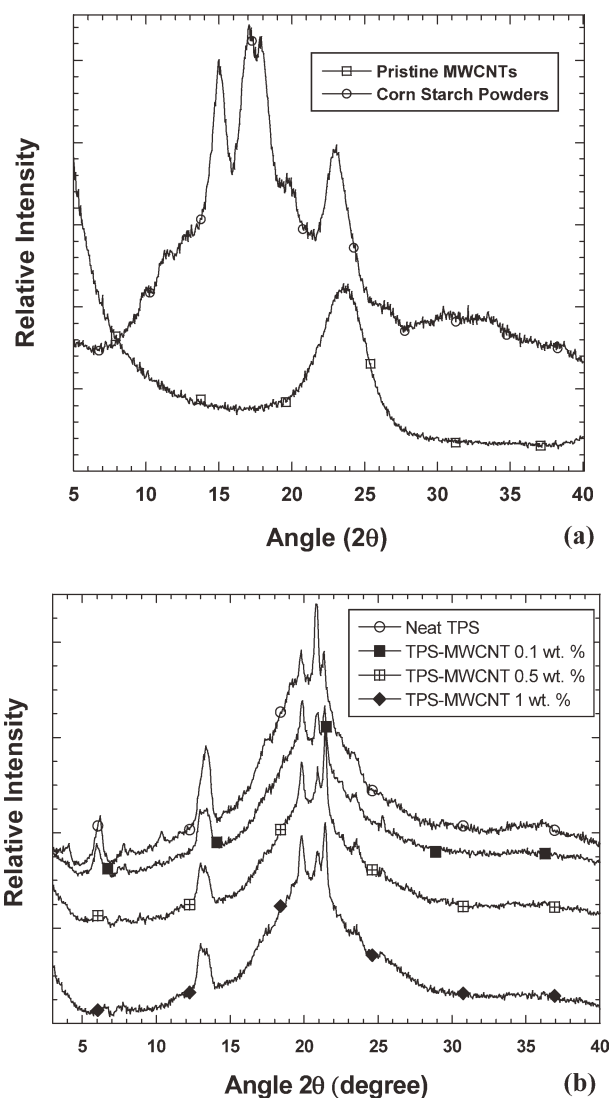 Pristine MWCNTs
Corn Starch Powders
Relative Intensity
5 10 15 20 25 30 35 40
Angle (2θ)
(a)
Neat TPS
TPS-MWCNT 0.1 wt. %
TPS-MWCNT 0.5 wt. %
TPS-MWCNT 1 wt. %
Relative Intensity
5 10 15 20 25 30 35 40
Angle 2θ (degree)
(b)